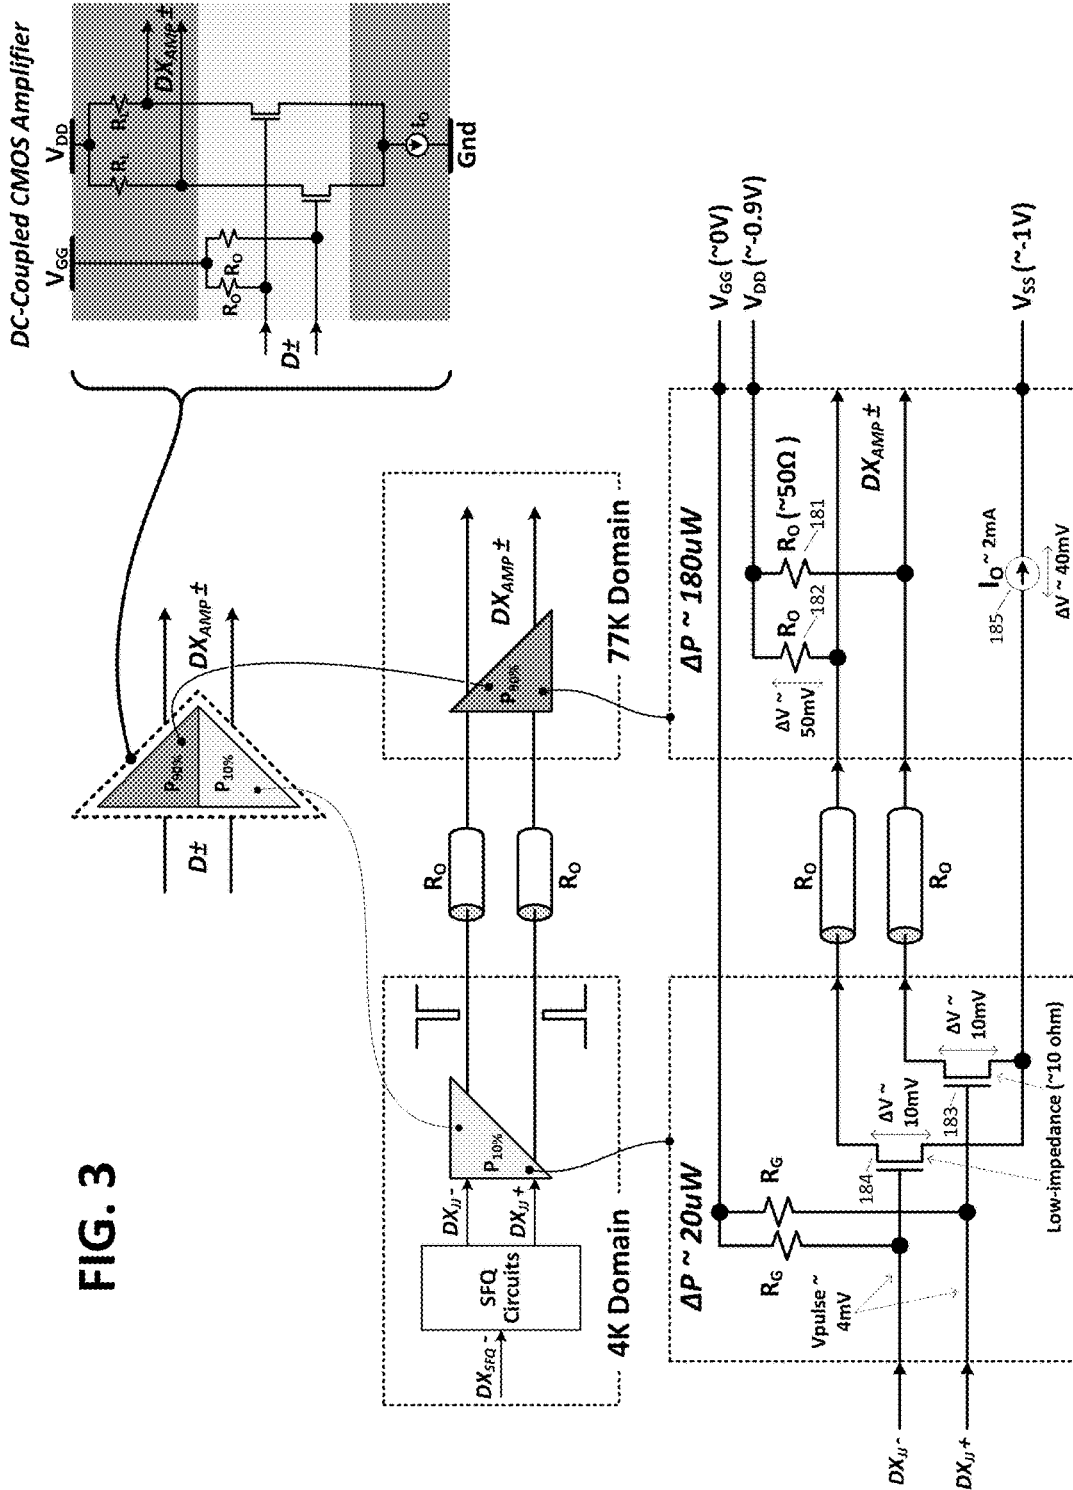 FIG. 3
DC-Coupled CMOS Amplifier
V_GG
V_DD
R_L
R_L
DX_AMP ±
R_O
R_O
D±
I_O
Gnd
D±
P_90%
P_10%
DX_AMP ±
DX_SFQ -
SFQ
Circuits
DX_JJ -
DX_JJ +
P_10%
4K Domain
R_O
R_O
P_90%
DX_AMP ±
77K Domain
ΔP ~ 20uW
R_G
R_G
Vpulse ~
4mV
DX_JJ -
DX_JJ +
184
ΔV ~
10mV
183
ΔV ~
10mV
Low-impedance (~10 ohm)
R_O
R_O
ΔP ~ 180uW
ΔV ~
50mV
R_O
182
R_O (~50Ω )
181
DX_AMP ±
185
I_O ~ 2mA
ΔV ~ 40mV
V_GG (~0V)
V_DD (~-0.9V)
V_SS (~-1V)